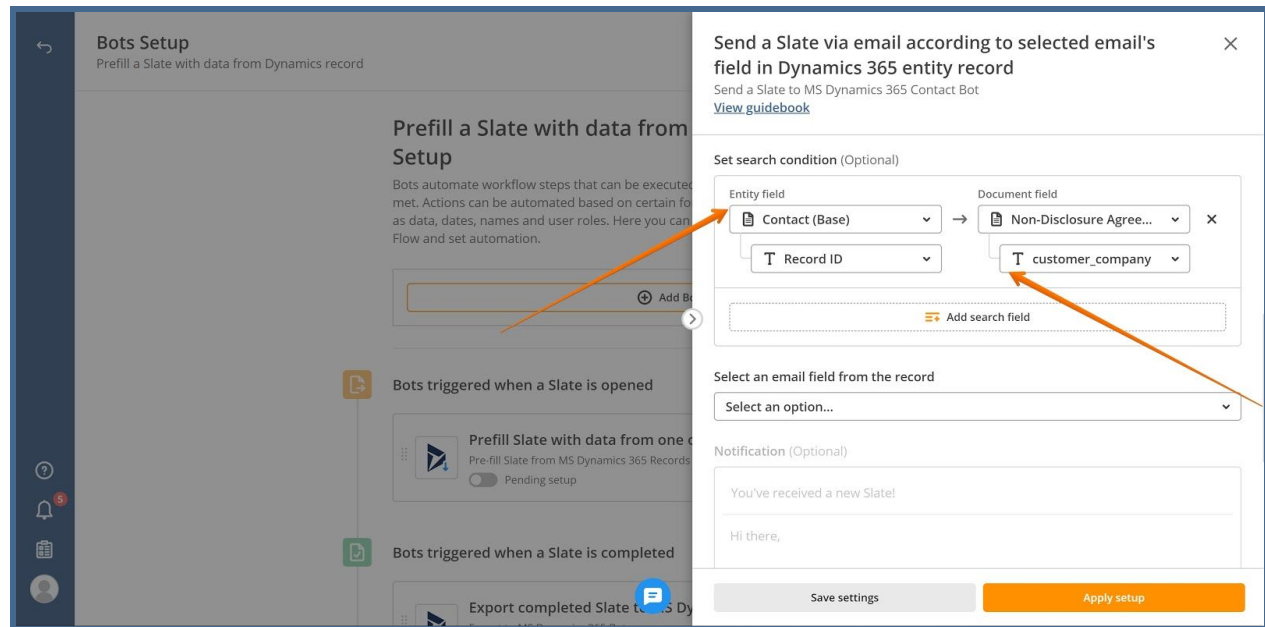 Bots Setup
Prefill a Slate with data from Dynamics record
Prefill a Slate with data from
Setup
Bots automate workflow steps that can be executed
met. Actions can be automated based on certain fo
as data, dates, names and user roles. Here you can
Flow and set automation.
Add Bo
Bots triggered when a Slate is opened
Prefill Slate with data from one o
Pre-fill Slate from MS Dynamics 365 Records
Pending setup
Bots triggered when a Slate is completed
Export completed Slate to MS Dy
5
Send a Slate via email according to selected email's
field in Dynamics 365 entity record
Send a Slate to MS Dynamics 365 Contact Bot
View guidebook
Set search condition (Optional)
Entity field Document field
Contact (Base) Non-Disclosure Agree...
T Record ID T customer_company
Add search field
Select an email field from the record
Select an option...
Notification (Optional)
You've received a new Slate!
Hi there,
Save settings Apply setup